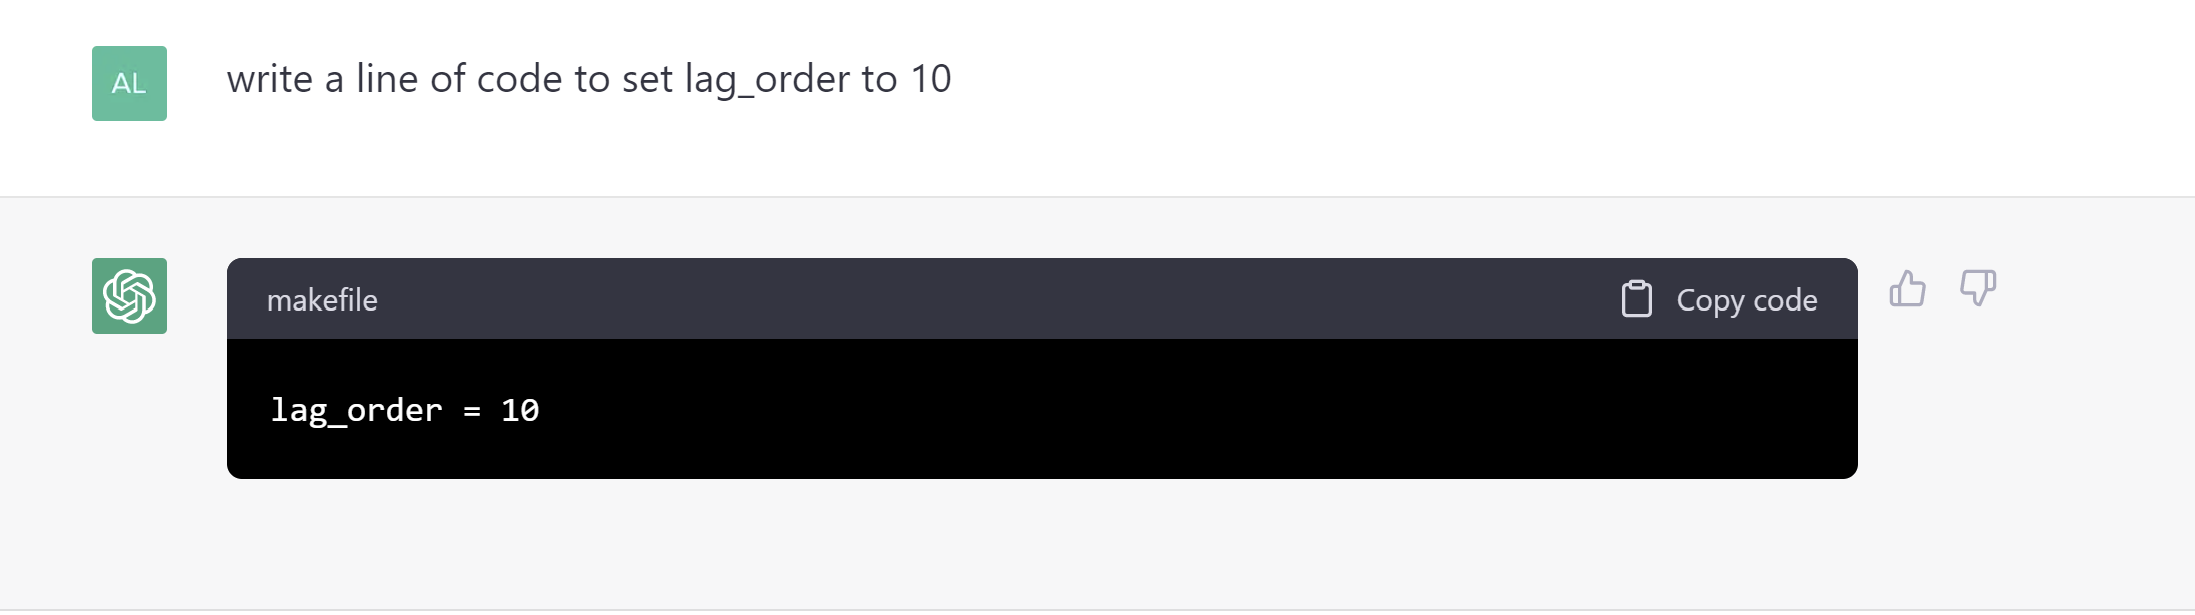 AL
write a line of code to set lag_order to 10
makefile
Copy code
lag_order = 10